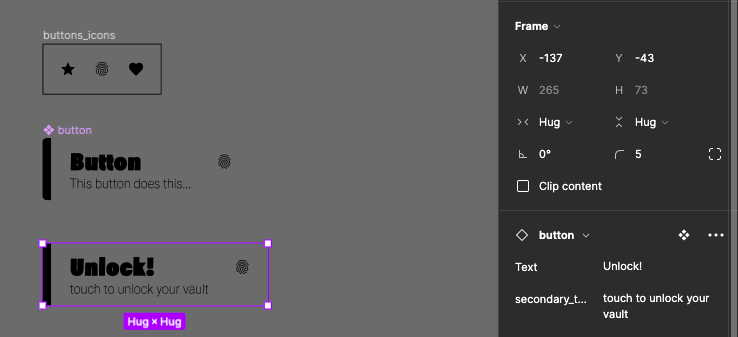 buttons_icons
button
Button
This button does this...
Unlock!
touch to unlock your vault
Hug × Hug
Frame
X -137 Y -43
W 265 H 73
Hug Hug
0° 5
Clip content
button
Text Unlock!
secondary_t... touch to unlock your
vault